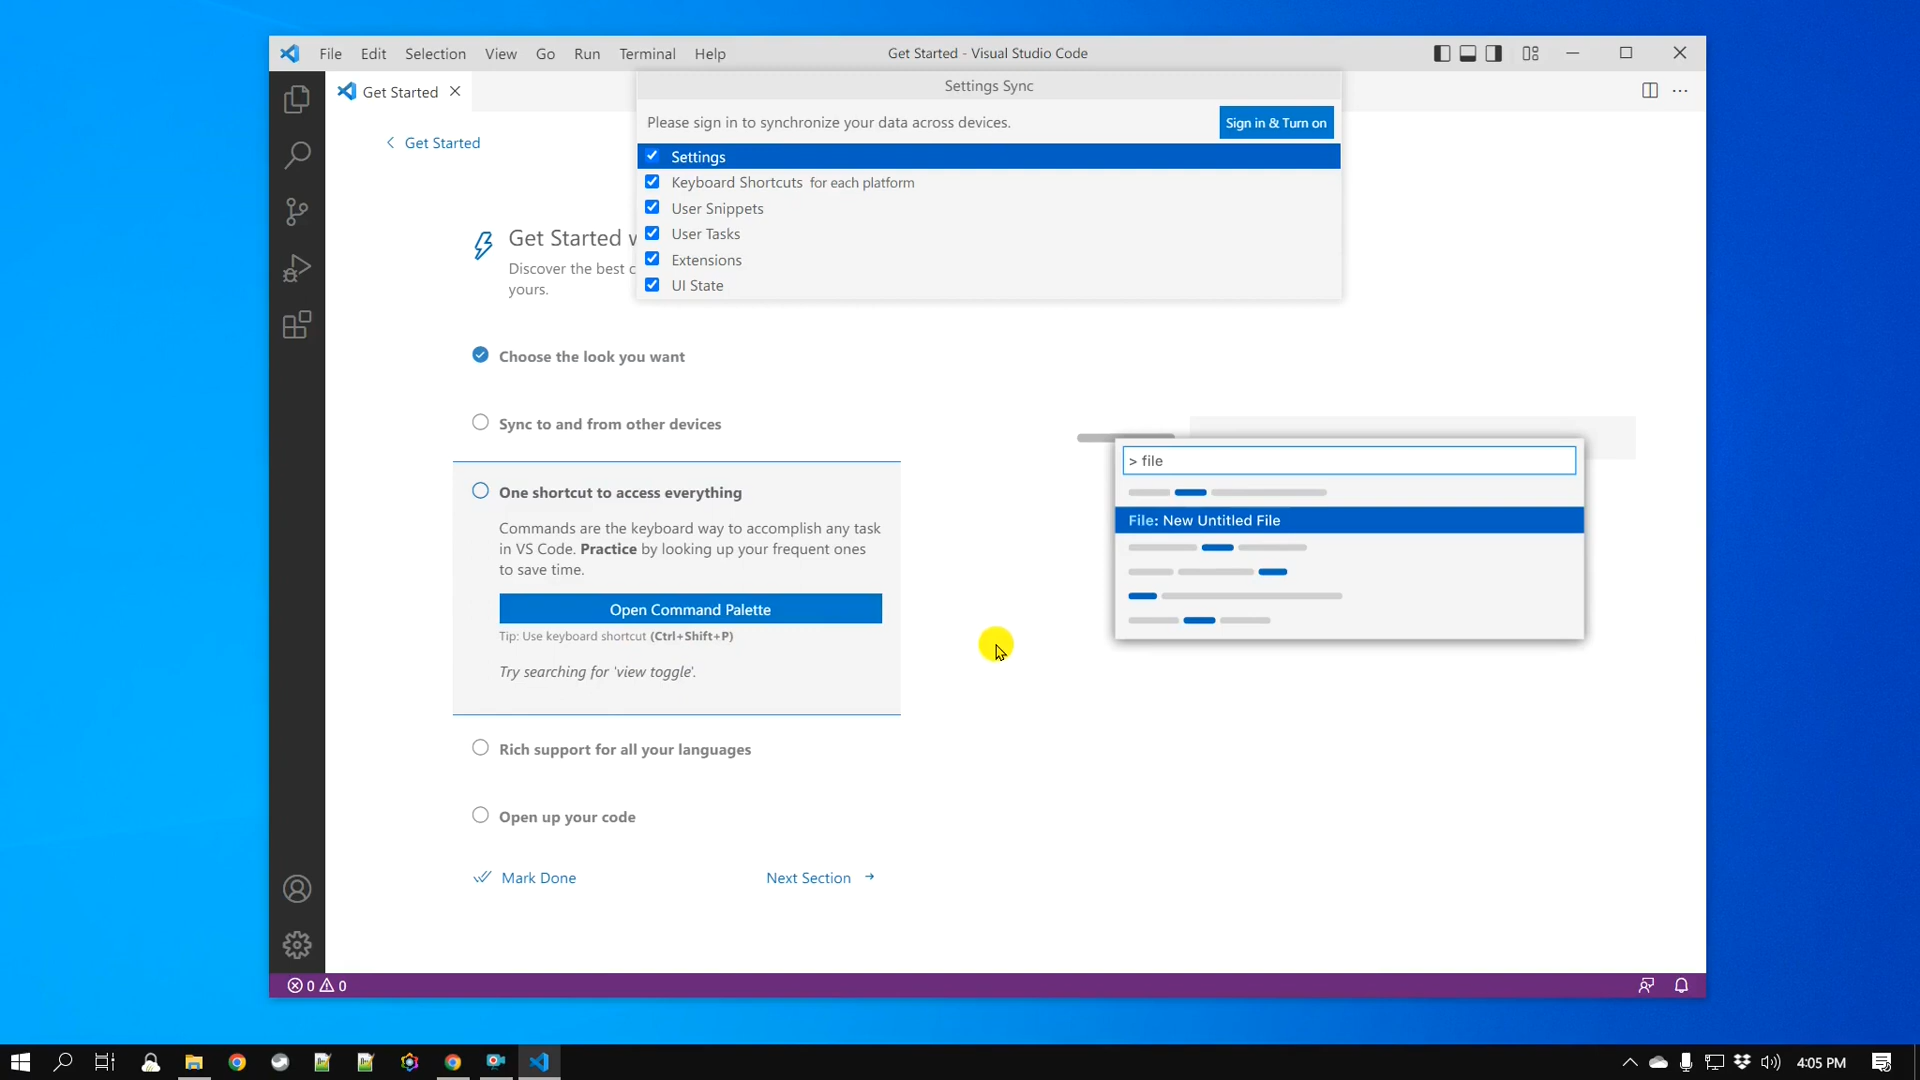 File Edit Selection View Go Run Terminal Help Get Started - Visual Studio Code
Get Started
Settings Sync
Please sign in to synchronize your data across devices. Sign in & Turn on
Settings
Keyboard Shortcuts for each platform
User Snippets
User Tasks
Extensions
UI State
Get Started
Get Started
Discover the best
yours.
Choose the look you want
Sync to and from other devices
One shortcut to access everything
Commands are the keyboard way to accomplish any task
in VS Code. Practice by looking up your frequent ones
to save time.
Open Command Palette
Tip: Use keyboard shortcut (Ctrl+Shift+P)
Try searching for 'view toggle'.
> file
File: New Untitled File
Rich support for all your languages
Open up your code
Mark Done Next Section
0 0
4:05 PM